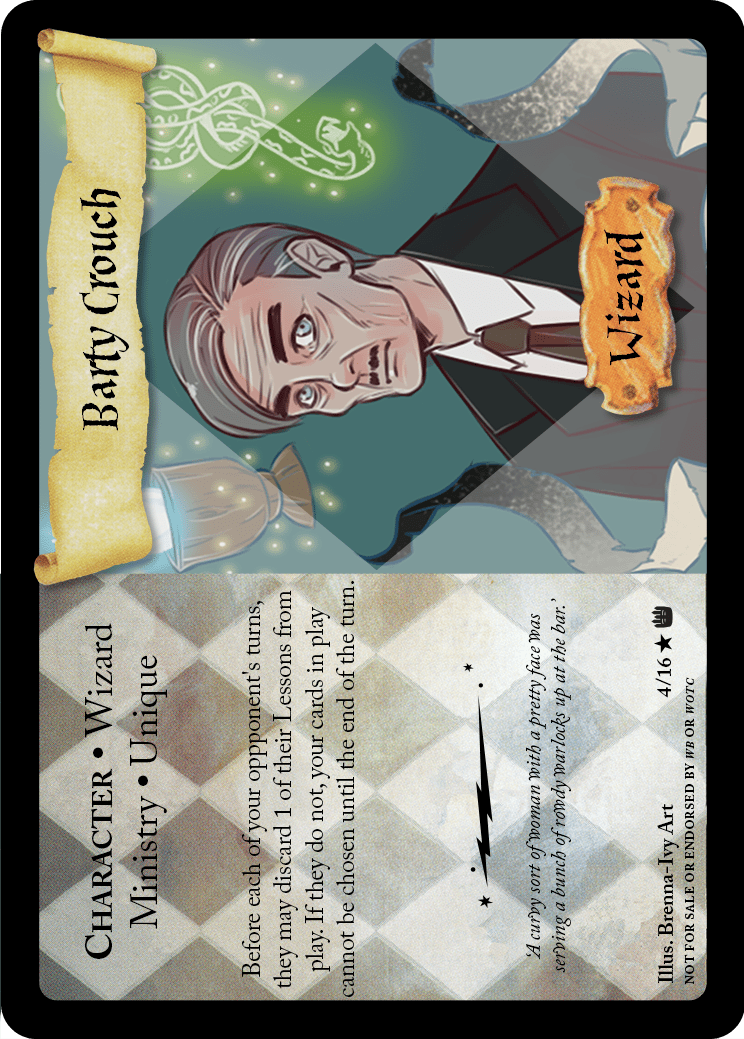 Barty Crouch
Wizard
CHARACTER • Wizard
Ministry • Unique
Before each of your oppponent's turns,
they may discard 1 of their Lessons from
play. If they do not, your cards in play
cannot be chosen until the end of the turn.
'A curvy sort of woman with a pretty face was
serving a bunch of rowdy warlocks up at the bar.'
Illus. Brenna-Ivy Art 4/16 ★
NOT FOR SALE OR ENDORSED BY WB OR WOTC